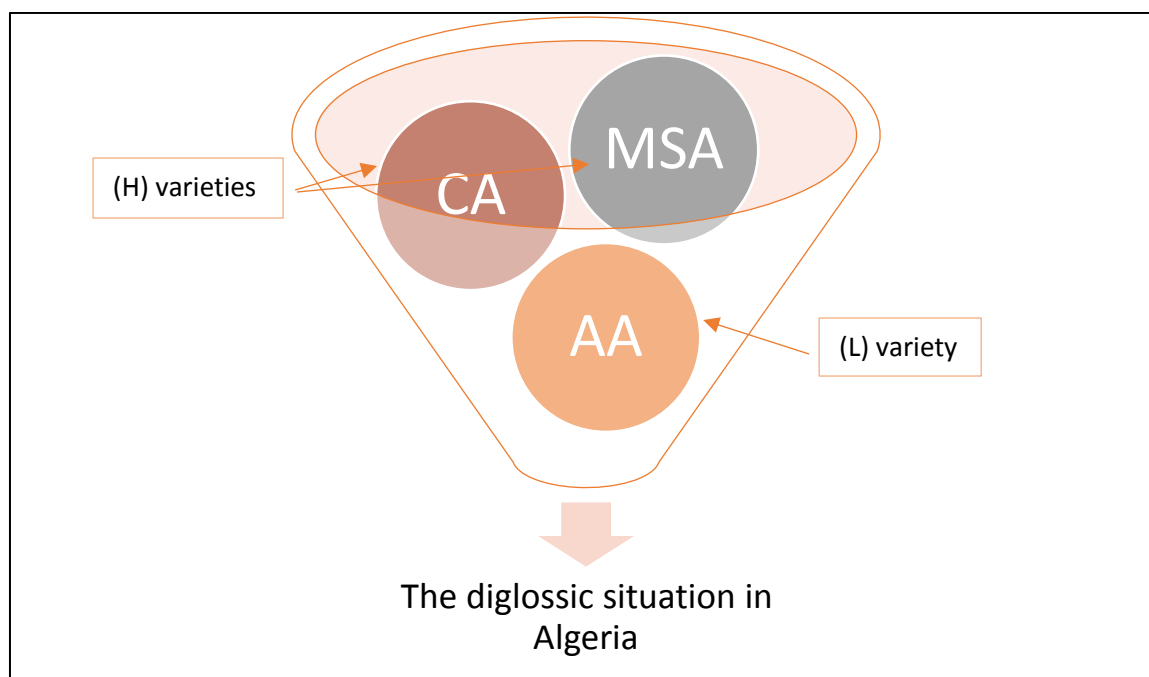 MSA
(H) varieties
CA
AA
(L) variety
The diglossic situation in
Algeria